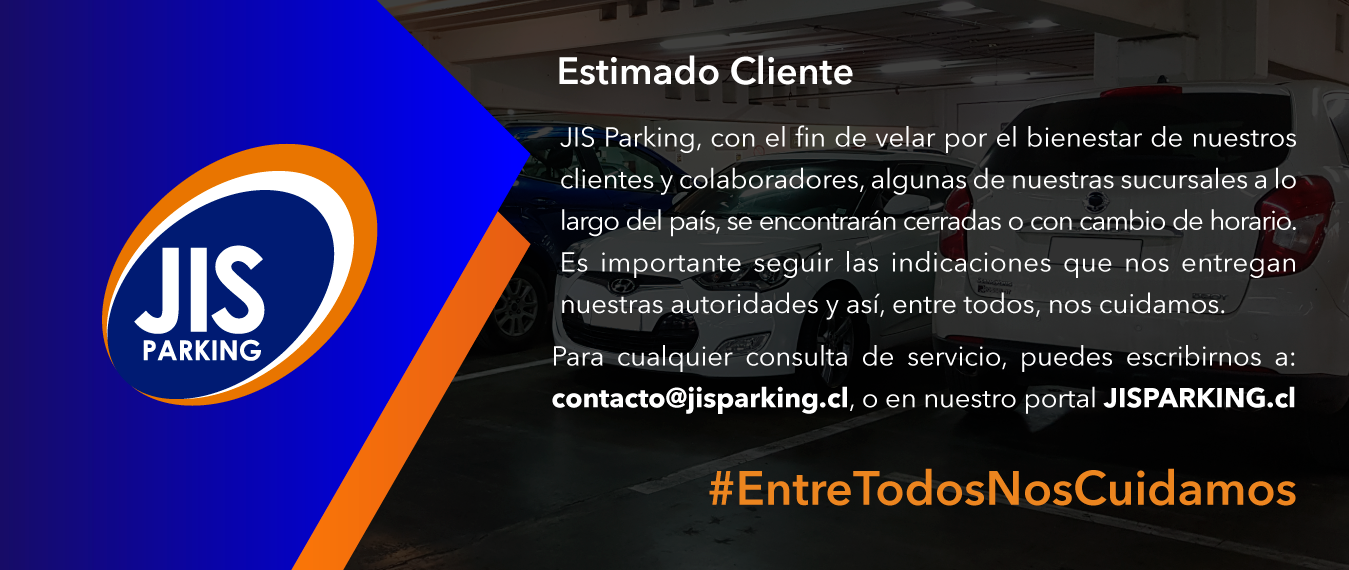 JIS
PARKING
Estimado Cliente
JIS Parking, con el fin de velar por el bienestar de nuestros
clientes y colaboradores, algunas de nuestras sucursales a lo
largo del país, se encontrarán cerradas o con cambio de horario.
Es importante seguir las indicaciones que nos entregan
nuestras autoridades y así, entre todos, nos cuidamos.
Para cualquier consulta de servicio, puedes escribirnos a:
contacto@jisparking.cl, o en nuestro portal JISPARKING.cl
#EntreTodosNosCuidamos